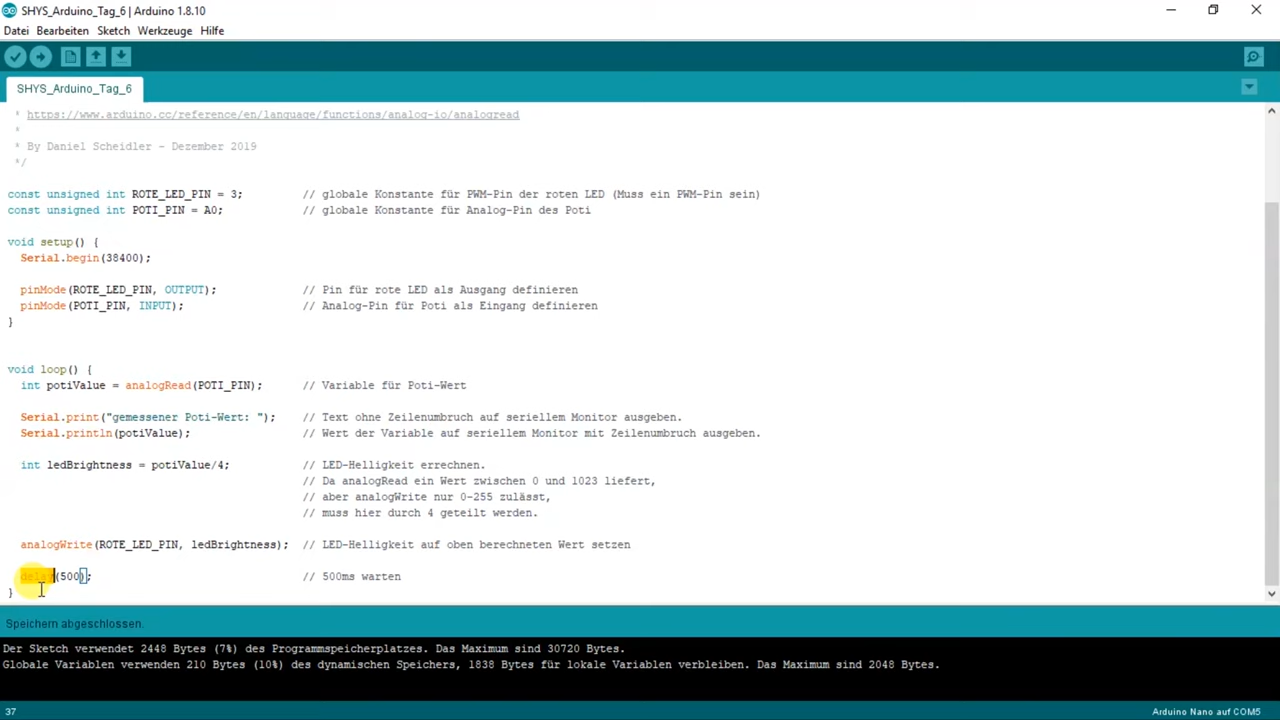 SHYS_Arduino_Tag_6 | Arduino 1.8.10
Datei Bearbeiten Sketch Werkzeuge Hilfe
SHYS_Arduino_Tag_6
* https://www.arduino.cc/reference/en/language/functions/analog-io/analogread
*
* By Daniel Scheidler - Dezember 2019
*/
const unsigned int ROTE_LED_PIN = 3; // globale Konstante für PWM-Pin der roten LED (Muss ein PWM-Pin sein)
const unsigned int POTI_PIN = A0; // globale Konstante für Analog-Pin des Poti
void setup() {
Serial.begin(38400);
pinMode(ROTE_LED_PIN, OUTPUT); // Pin für rote LED als Ausgang definieren
pinMode(POTI_PIN, INPUT); // Analog-Pin für Poti als Eingang definieren
}
void loop() {
int potiValue = analogRead(POTI_PIN); // Variable für Poti-Wert
Serial.print("gemessener Poti-Wert: "); // Text ohne Zeilenumbruch auf seriellem Monitor ausgeben.
Serial.println(potiValue); // Wert der Variable auf seriellem Monitor mit Zeilenumbruch ausgeben.
int ledBrightness = potiValue/4; // LED-Helligkeit errechnen.
// Da analogRead ein Wert zwischen 0 und 1023 liefert,
// aber analogWrite nur 0-255 zulässt,
// muss hier durch 4 geteilt werden.
analogWrite(ROTE_LED_PIN, ledBrightness); // LED-Helligkeit auf oben berechneten Wert setzen
delay(500); // 500ms warten
}
Speichern abgeschlossen.
Der Sketch verwendet 2448 Bytes (7%) des Programmspeicherplatzes. Das Maximum sind 30720 Bytes.
Globale Variablen verwenden 210 Bytes (10%) des dynamischen Speichers, 1838 Bytes für lokale Variablen verbleiben. Das Maximum sind 2048 Bytes.
37 Arduino Nano auf COM5